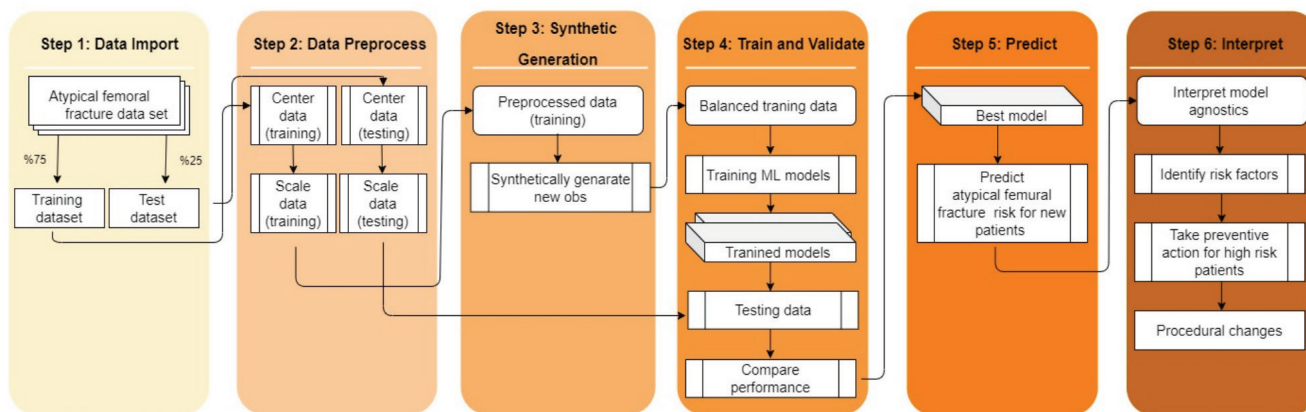 Step 1: Data Import
Atypical femoral
fracture data set
%75
%25
Training
dataset
Test
dataset
Step 2: Data Preprocess
Center
data
(training)
Center
data
(testing)
Scale
data
(training)
Scale
data
(testing)
Step 3: Synthetic
Generation
Preprocessed data
(training)
Synthetically genarate
new obs
Step 4: Train and Validate
Balanced traning data
Training ML models
Tranined models
Testing data
Compare
performance
Step 5: Predict
Best model
Predict
atypical femural
fracture risk for new
patients
Step 6: Interpret
Interpret model
agnostics
Identify risk factors
Take preventive
action for high risk
patients
Procedural changes